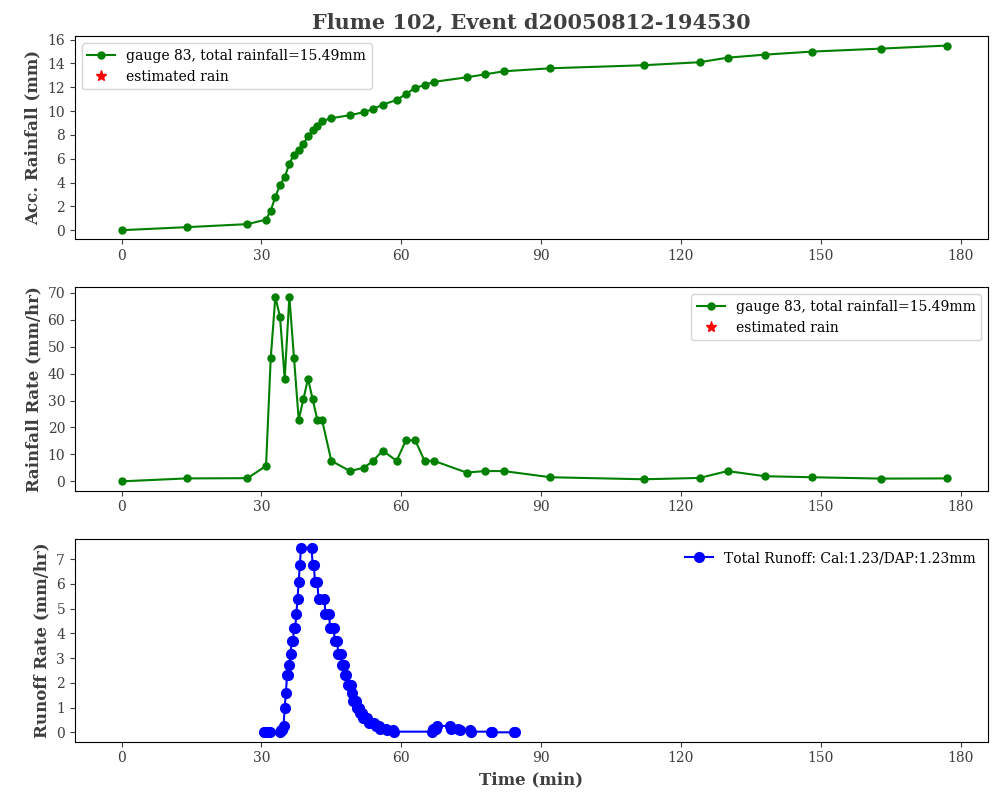 Flume 102, Event d20050812-194530
Acc. Rainfall (mm)
16
14
12
10
8
6
4
2
0
gauge 83, total rainfall=15.49mm
estimated rain
0 30 60 90 120 150 180
Rainfall Rate (mm/hr)
70
60
50
40
30
20
10
0
gauge 83, total rainfall=15.49mm
estimated rain
0 30 60 90 120 150 180
Runoff Rate (mm/hr)
7
6
5
4
3
2
1
0
Total Runoff: Cal:1.23/DAP:1.23mm
0 30 60 90 120 150 180
Time (min)